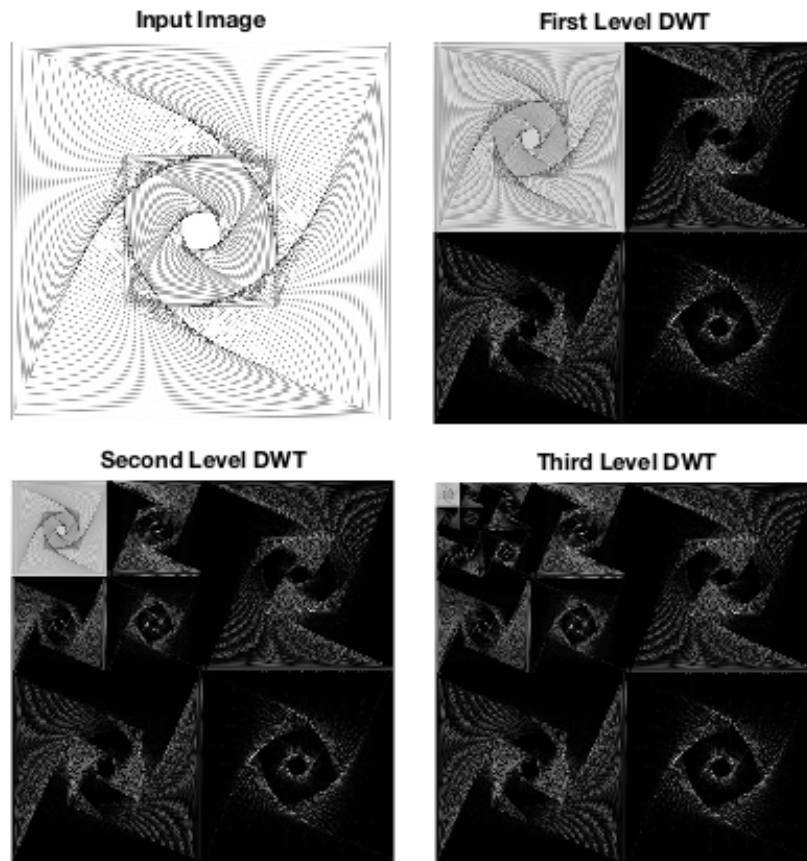 Input Image
First Level DWT
Second Level DWT
Third Level DWT